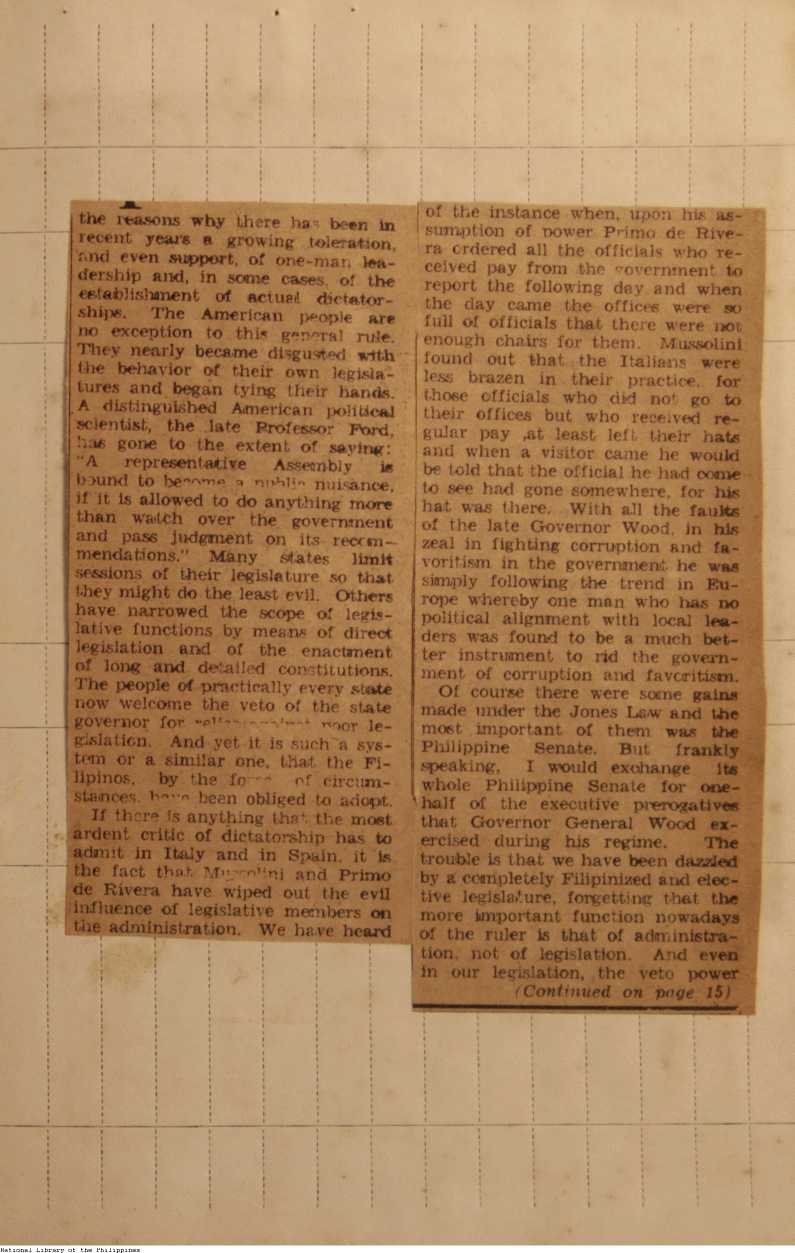 the reasons why there has been in
recent years a growing toleration,
and even support, of one-man lea-
dership and, in some cases, of the
establishment of actual dictator-
ships. The American people are
no exception to this general rule.
They nearly became disgusted with
the behavior of their own legisla-
tures and began tying their hands.
A distinguished American political
scientist, the late Professor Ford,
has gone to the extent of saying:
"A representative Assembly is
bound to become a public nuisance,
if it is allowed to do anything more
than watch over the government
and pass judgment on its recom-
mendations." Many states limit
sessions of their legislature so that
they might do the least evil. Others
have narrowed the scope of legis-
lative functions by means of direct
legislation and of the enactment
of long and detailed constitutions.
The people of practically every state
now welcome the veto of the state
governor for poor le-
gislation. And yet it is such a sys-
tem or a similar one, that the Fi-
lipinos, by the force of circum-
stances, have been obliged to adopt.
If there is anything that the most
ardent critic of dictatorship has to
admit in Italy and in Spain, it is
the fact that Mussolini and Primo
de Rivera have wiped out the evil
influence of legislative members on
the administration. We have heard
of the instance when, upon his as-
sumption of power Primo de Rive-
ra ordered all the officials who re-
ceived pay from the government to
report the following day and when
the day came the offices were so
full of officials that there were not
enough chairs for them. Mussolini
found out that the Italians were
less brazen in their practice, for
those officials who did not go to
their offices but who received re-
gular pay ,at least left their hats
and when a visitor came he would
be told that the official he had come
to see had gone somewhere, for his
hat was there. With all the faults
of the late Governor Wood, in his
zeal in fighting corruption and fa-
voritism in the government he was
simply following the trend in Eu-
rope whereby one man who has no
political alignment with local lea-
ders was found to be a much bet-
ter instrument to rid the govern-
ment of corruption and favoritism.
Of course there were some gains
made under the Jones Law and the
most important of them was the
Philippine Senate. But frankly
speaking, I would exchange its
whole Philippine Senate for one-
half of the executive prerogatives
that Governor General Wood ex-
ercised during his regime. The
trouble is that we have been dazzled
by a completely Filipinized and elec-
tive legislature, forgetting that the
more important function nowadays
of the ruler is that of administra-
tion, not of legislation. And even
in our legislation, the veto power
(Continued on page 15)
National Library of the Philippines